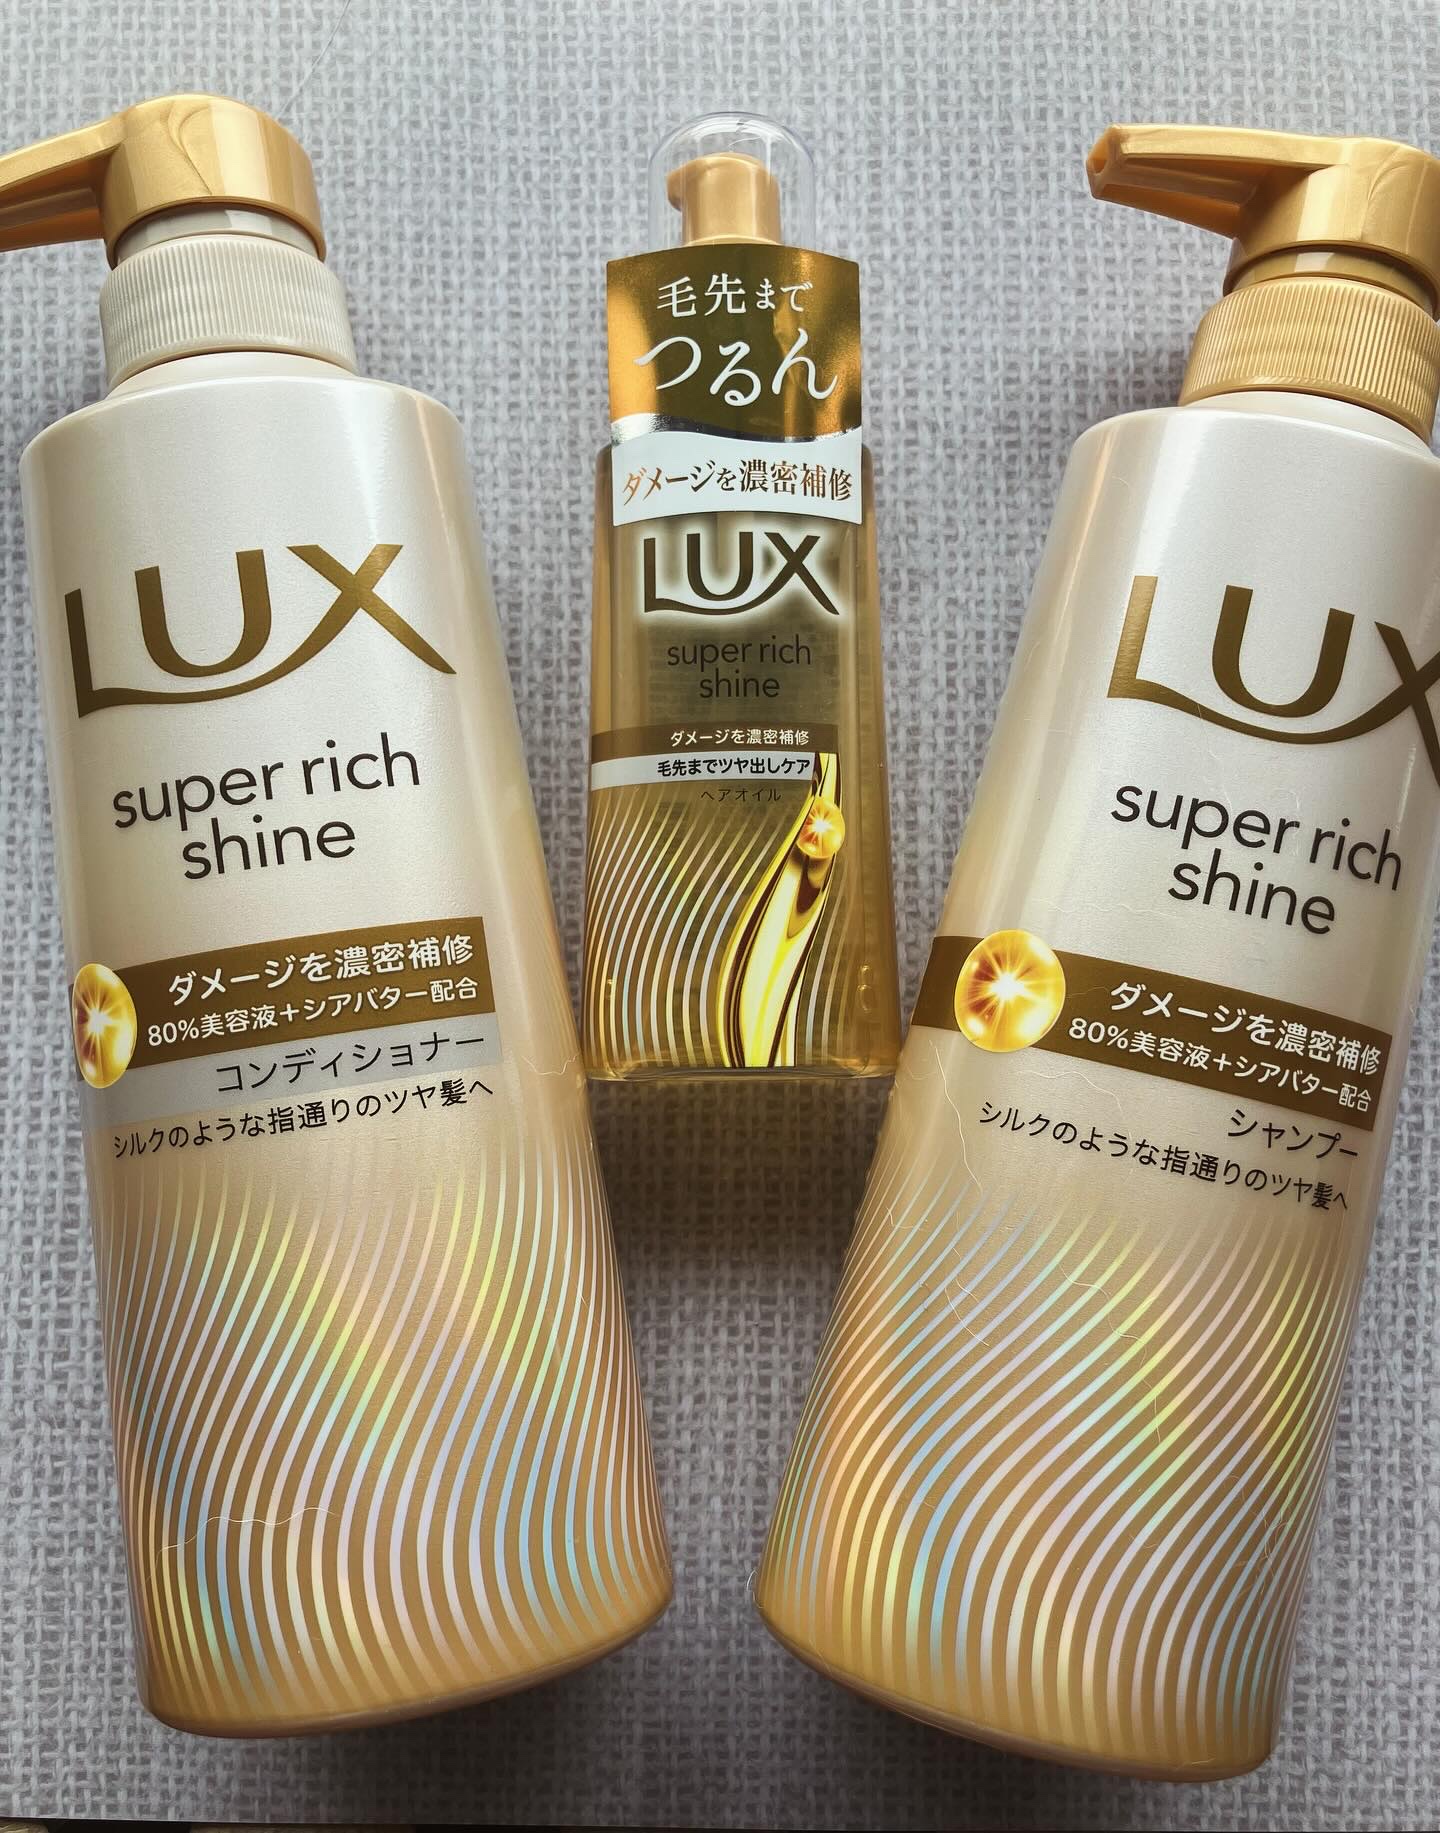 LUX
super rich
shine
ダメージを濃密補修
80%美容液+シアバター配合
コンディショナー
シルクのような指通りのツヤ髪へ
毛先まで
つるん
ダメージを濃密補修
LUX
super rich
shine
ダメージを濃密補修
毛先までツヤ出しケア
ヘアオイル
LUX
super rich
shine
ダメージを濃密補修
80%美容液+シアバター配合
シャンプー
シルクのような指通りのツヤ髪へ